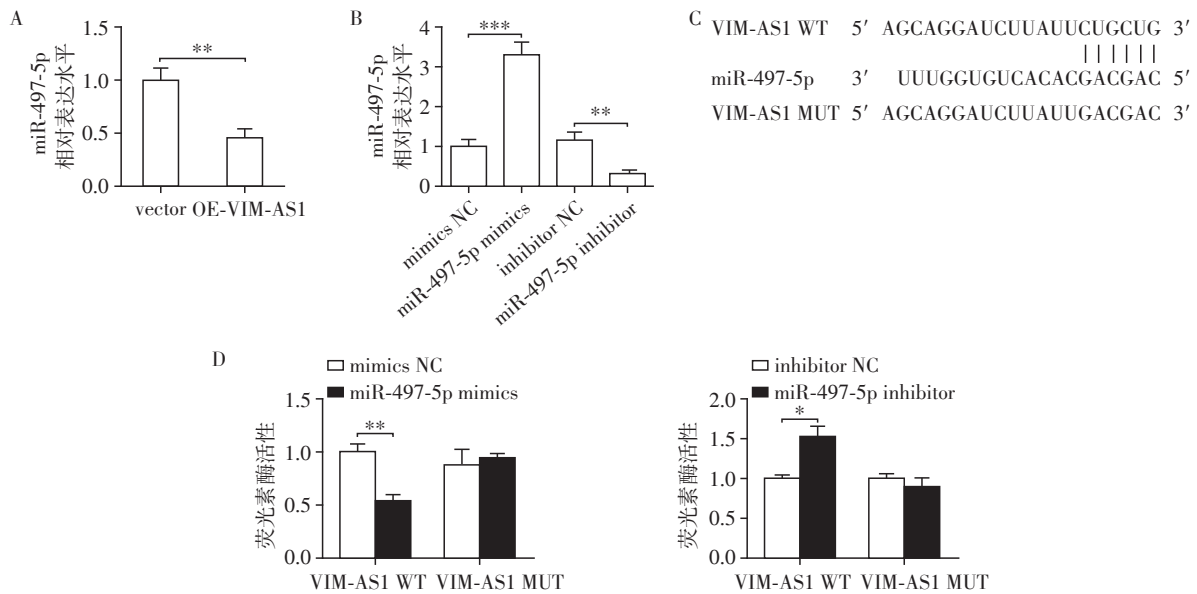 A
miR-497-5p
相对表达水平
1.5
1.0
0.5
0.0
**
vector OE-VIM-AS1
B
miR-497-5p
相对表达水平
4
3
2
1
0
***
**
mimics NC
miR-497-5p mimics
inhibitor NC
miR-497-5p inhibitor
C
VIM-AS1 WT 5′ AGCAGGAUCUUAUUCUGCUG 3′
miR-497-5p 3′ UUUGGUGUCACACGACGAC 5′
VIM-AS1 MUT 5′ AGCAGGAUCUUAUUGACGAC 3′
D
mimics NC
miR-497-5p mimics
荧光素酶活性
1.5
1.0
0.5
0.0
**
VIM-AS1 WT VIM-AS1 MUT
inhibitor NC
miR-497-5p inhibitor
荧光素酶活性
2.0
1.5
1.0
0.5
0.0
*
VIM-AS1 WT VIM-AS1 MUT